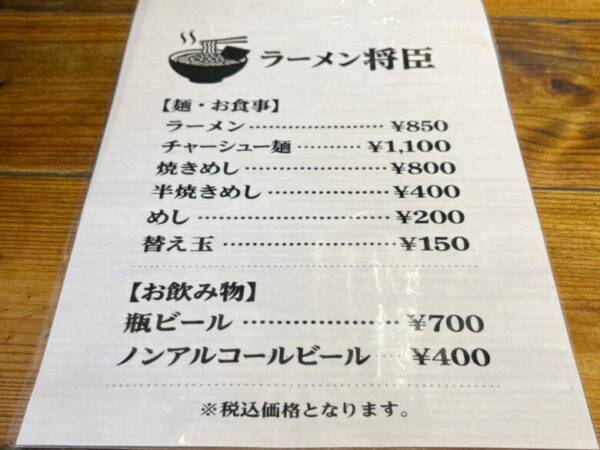 ラーメン将臣
【麺・お食事】
ラーメン…………………¥850
チャーシュー麺………¥1,100
焼きめし………………¥800
半焼きめし……………¥400
めし……………………¥200
替え玉…………………¥150
【お飲み物】
瓶ビール………………¥700
ノンアルコールビール…¥400
※税込価格となります。